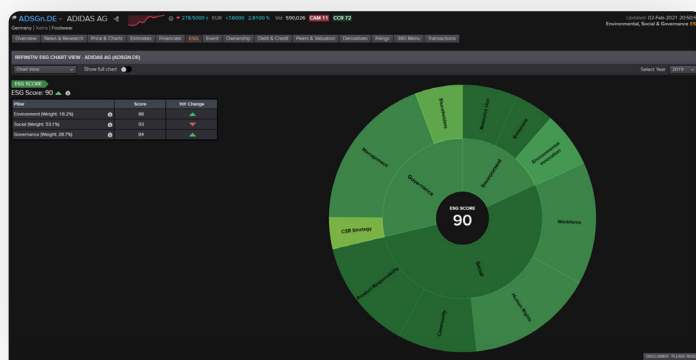 ADSGn.DE ADIDAS AG 278.5000 EUR +7.6000 2.8100 % Vol 590,026 CAM 11 CCR 72
Updated: 02-Feb-2021
Germany | Xetra | Footwear
Environmental, Social & Governance
Overview News & Research Price & Charts Estimates Financials ESG Event Ownership Debt & Credit Peers & Valuation Derivatives Filings 360 Menu Transactions
REFINITIV ESG CHART VIEW : ADIDAS AG (ADSGN.DE)
Chart View Show full chart Select Year 2019
ESG SCORE
ESG Score: 90
Pillar Score YoY Change
Environment (Weight: 18.2%) 88
Social (Weight: 53.1%) 93
Governance (Weight: 28.7%) 84
Shareholders
Resource Use
Emissions
Environmental Innovation
Management
Governance
Environment
ESG SCORE
90
CSR Strategy
Workforce
Social
Product Responsibility
Community
Human Rights